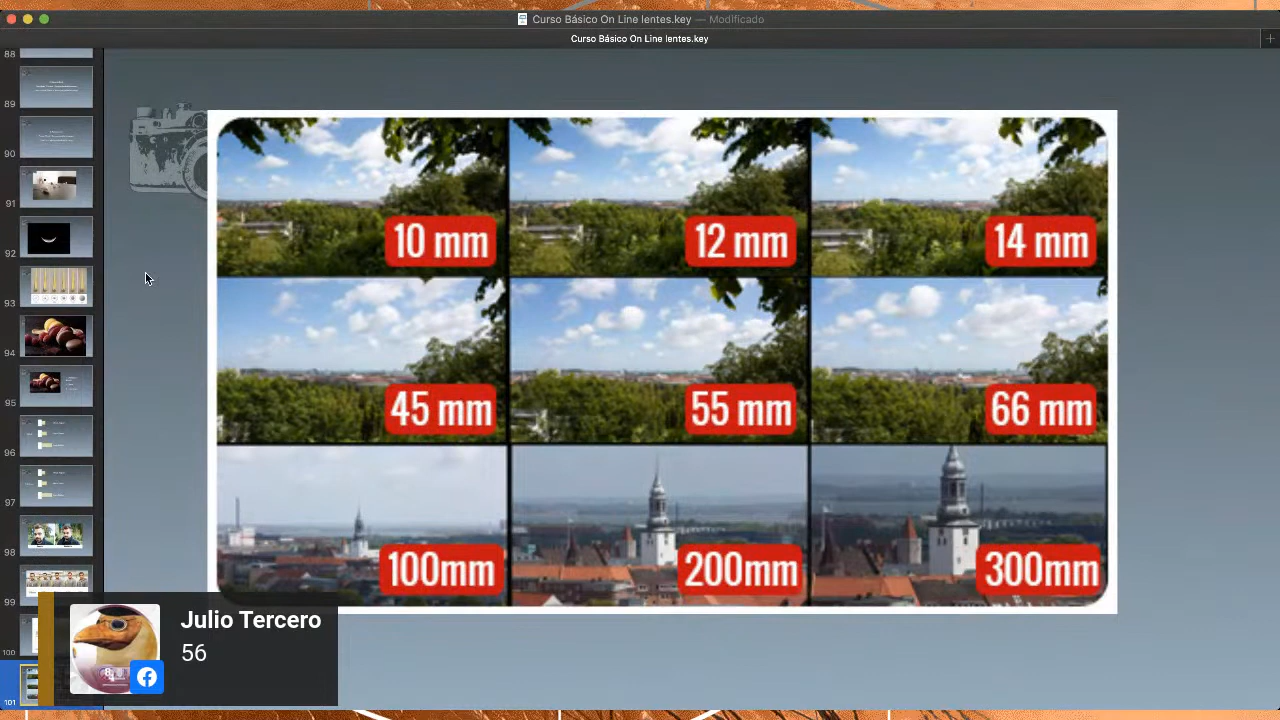 Curso Básico On Line lentes.key — Modificado
Curso Básico On Line lentes.key
88
89
90
91
92
93
94
95
96
97
98
99
100
101
10 mm
12 mm
14 mm
45 mm
55 mm
66 mm
100mm
200mm
300mm
Julio Tercero
56